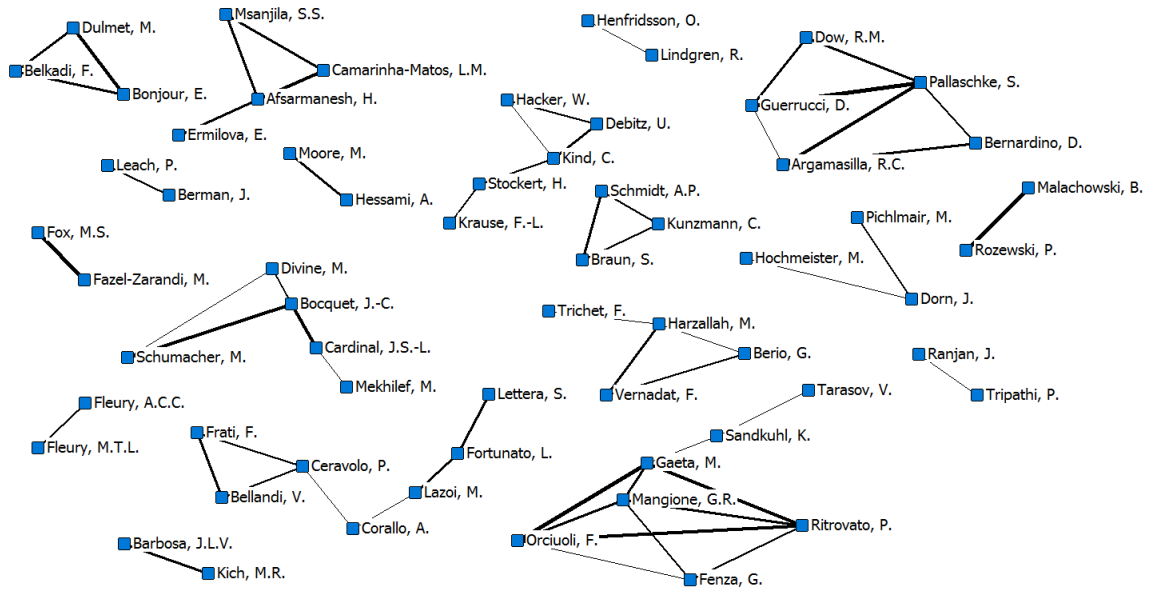 Msanjila, S.S.
Henfridsson, O.
Dulmet, M.
Dow, R.M.
Lindgren, R.
Belkadi, F.
Camarinha-Matos, L.M.
Pallaschke, S.
Bonjour, E.
Afsarmanesh, H.
Hacker, W.
Guerrucci, D.
Debitz, U.
Ermilova, E.
Bernardino, D.
Moore, M.
Kind, C.
Leach, P.
Argamasilla, R.C.
Stockert, H.
Malachowski, B.
Berman, J.
Hessami, A.
Schmidt, A.P.
Krause, F.-L.
Kunzmann, C.
Pichlmair, M.
Fox, M.S.
Rozewski, P.
Braun, S.
Hochmeister, M.
Fazel-Zarandi, M.
Divine, M.
Bocquet, J.-C.
Dorn, J.
Trichet, F.
Harzallah, M.
Cardinal, J.S.-L.
Schumacher, M.
Berio, G.
Ranjan, J.
Mekhilef, M.
Lettera, S.
Vernadat, F.
Tarasov, V.
Tripathi, P.
Fleury, A.C.C.
Frati, F.
Sandkuhl, K.
Fleury, M.T.L.
Fortunato, L.
Ceravolo, P.
Gaeta, M.
Bellandi, V.
Lazoi, M.
Mangione, G.R.
Corallo, A.
Ritrovato, P.
Orciuoli, F.
Barbosa, J.L.V.
Kich, M.R.
Fenza, G.